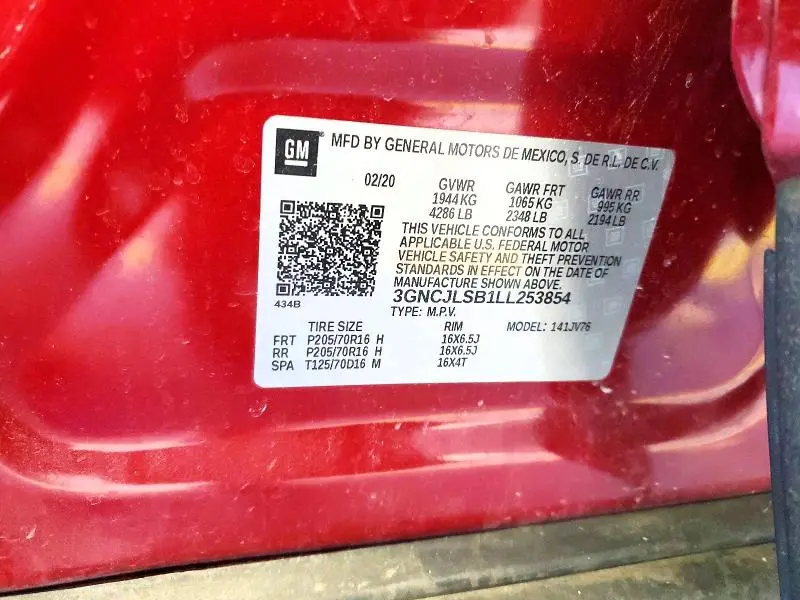 GM ® MFD BY GENERAL MOTORS DE MEXICO, S. DE R.L. DE C.V.
02/20 GVWR GAWR FRT GAWR RR
1944 KG 1065 KG 995 KG
4286 LB 2348 LB 2194 LB
THIS VEHICLE CONFORMS TO ALL
APPLICABLE U.S. FEDERAL MOTOR
VEHICLE SAFETY AND THEFT PREVENTION
STANDARDS IN EFFECT ON THE DATE OF
MANUFACTURE SHOWN ABOVE.
434B 3GNCJLSB1LL253854
TYPE: M.P.V.
TIRE SIZE RIM MODEL: 141JV76
FRT P205/70R16 H 16X6.5J
RR P205/70R16 H 16X6.5J
SPA T125/70D16 M 16X4T